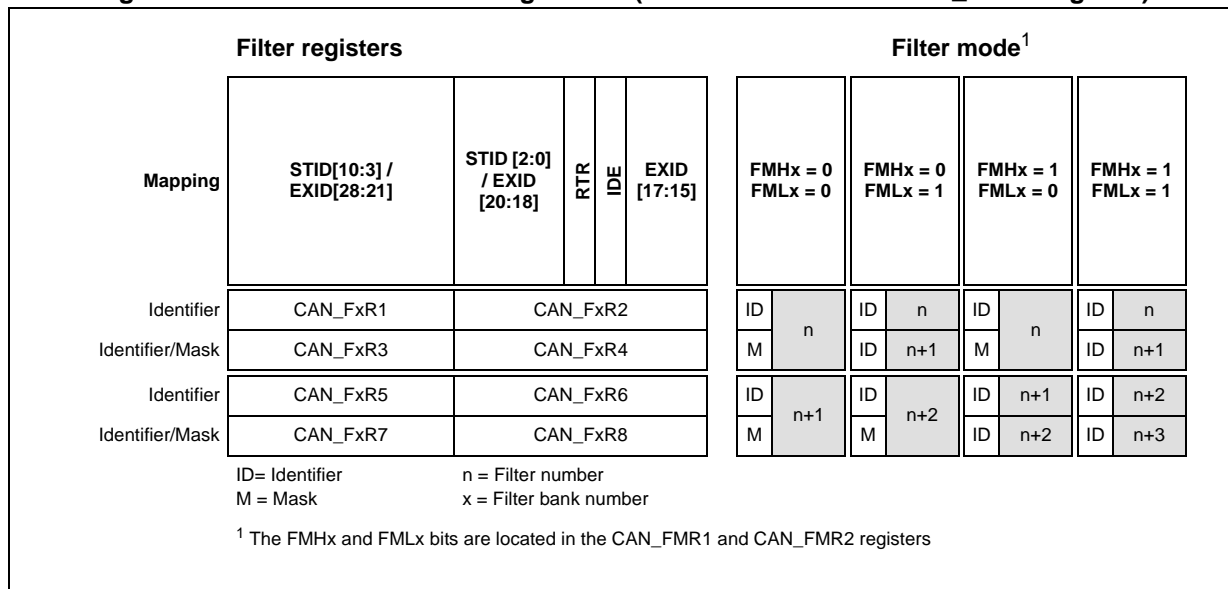 Filter registers Filter mode1
Mapping STID[10:3] / EXID[28:21] STID [2:0] / EXID [20:18] RTR IDE EXID [17:15] FMHx = 0 FMLx = 0 FMHx = 0 FMLx = 1 FMHx = 1 FMLx = 0 FMHx = 1 FMLx = 1
Identifier CAN_FxR1 CAN_FxR2 ID n ID n ID n ID n
Identifier/Mask CAN_FxR3 CAN_FxR4 M ID n+1 M ID n+1
Identifier CAN_FxR5 CAN_FxR6 ID n+1 ID n+2 ID n+1 ID n+2
Identifier/Mask CAN_FxR7 CAN_FxR8 M M ID n+2 ID n+3
ID= Identifier n = Filter number
M = Mask x = Filter bank number
1 The FMHx and FMLx bits are located in the CAN_FMR1 and CAN_FMR2 registers